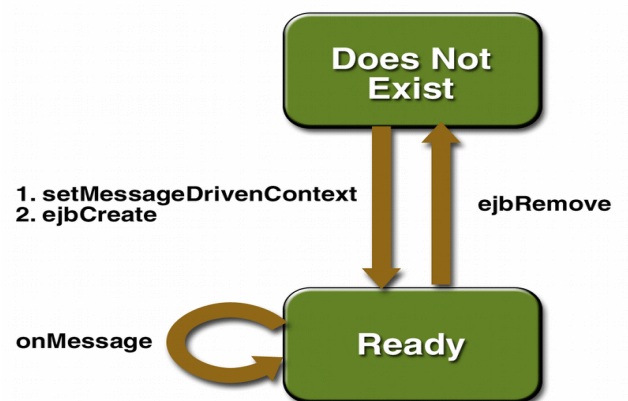 Does Not
Exist
1. setMessageDrivenContext
2. ejbCreate
ejbRemove
onMessage
Ready